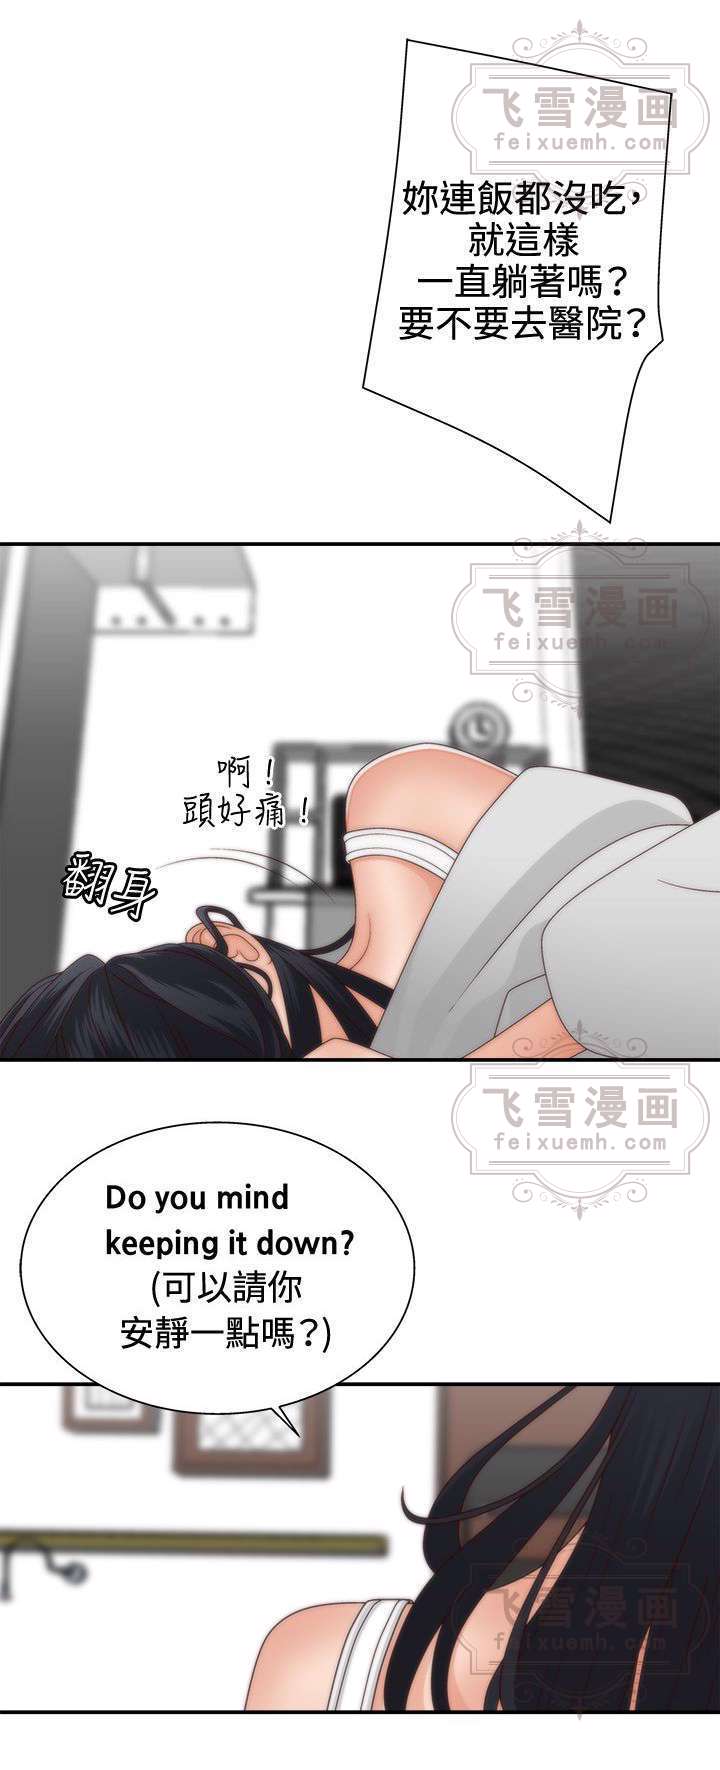 飞雪漫画
feixuemh.com
妳連飯都沒吃，
就這樣
一直躺著嗎？
要不要去醫院？
飞雪漫画
feixuemh.com
啊！
頭好痛！
翻身
飞雪漫画
feixuemh.com
Do you mind
keeping it down?
(可以請你
安靜一點嗎？)
飞雪漫画
feixuemh.com